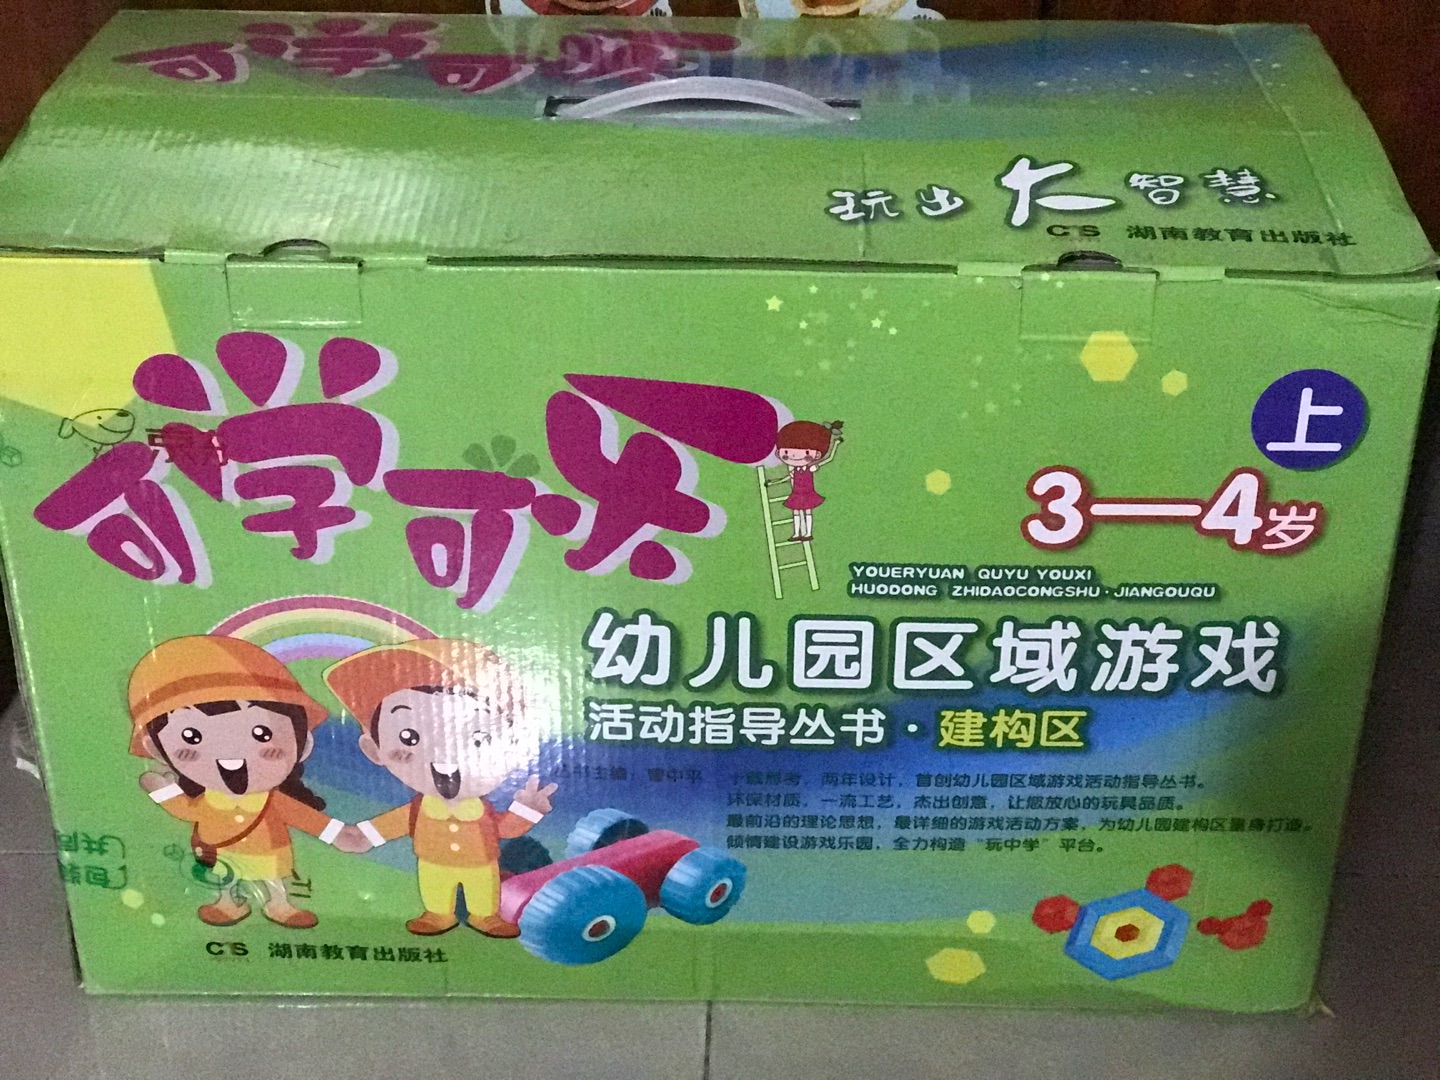 可学可
玩出大智慧
CTS 湖南教育出版社
可学可
上
3—4岁
YOUERYUAN QUYU YOUXI
HUODONG ZHIDAOCONGSHU·JIANGOUQU
幼儿园区域游戏
活动指导丛书·建构区
丛书主编:
十载思考，两年设计，首创幼儿园区域游戏活动指导丛书。
环保材质，一流工艺，杰出创意，让您放心的玩具品质。
最前沿的理论思想，最详细的游戏活动方案，为幼儿园建构区量身打造。
倾情建设游戏乐园，全力构造“玩中学”平台。
CTS 湖南教育出版社